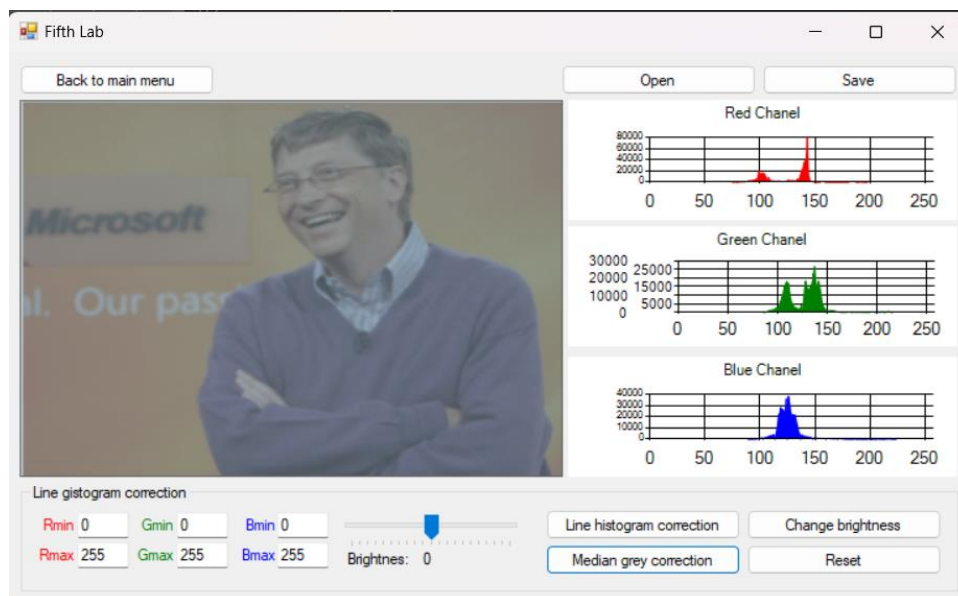 Fifth Lab
Back to main menu
Open
Save
Microsoft
al. Our pass
Red Chanel
80000
60000
40000
20000
0
0 50 100 150 200 250
Green Chanel
30000
25000
20000
15000
10000
5000
0
0 50 100 150 200 250
Blue Chanel
40000
30000
20000
10000
0
0 50 100 150 200 250
Line gistogram correction
Rmin 0 Gmin 0 Bmin 0
Rmax 255 Gmax 255 Bmax 255
Brightnes: 0
Line histogram correction
Change brightness
Median grey correction
Reset